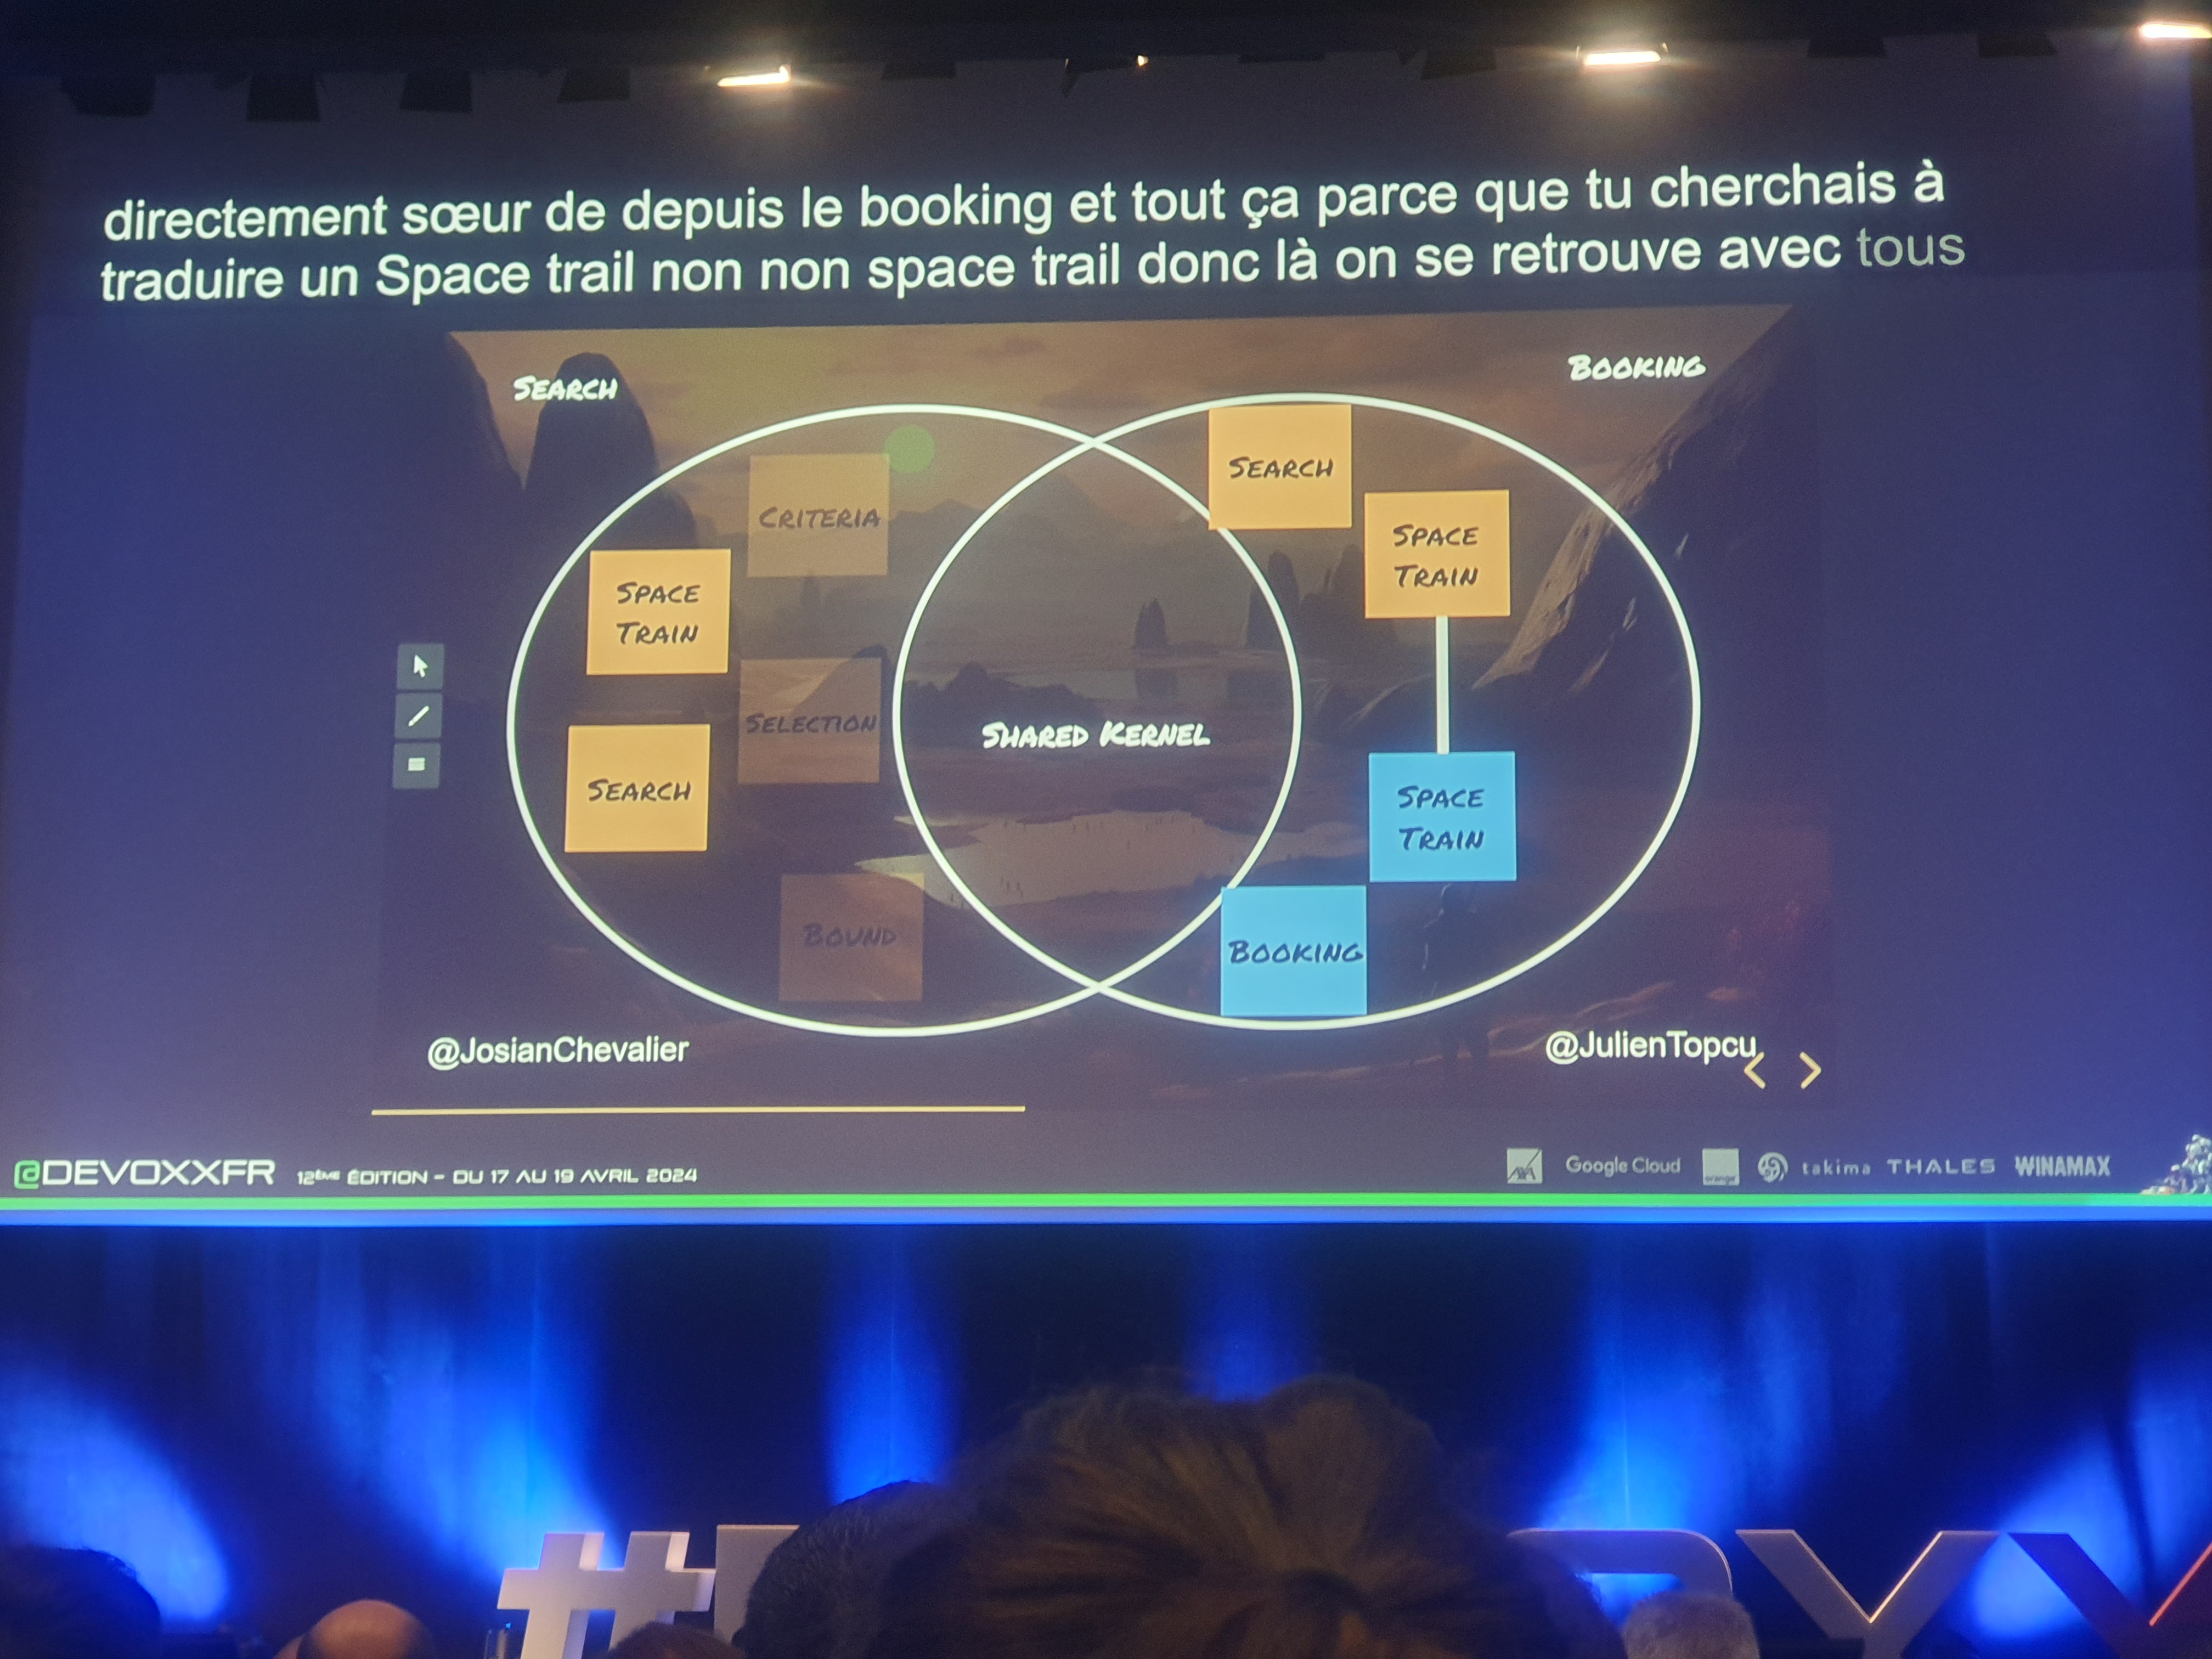 directement sœur de depuis le booking et tout ça parce que tu cherchais à
traduire un Space trail non non space trail donc là on se retrouve avec tous
SEARCH
BOOKING
CRITERIA
SPACE
TRAIN
SELECTION
SEARCH
BOUND
SHARED KERNEL
SEARCH
SPACE
TRAIN
SPACE
TRAIN
BOOKING
@JosianChevalier
@JulienTopcu
@DEVOXXFR 12ÈME ÉDITION – DU 17 AU 19 AVRIL 2024
AXA Google Cloud orange takima THALES WINAMAX